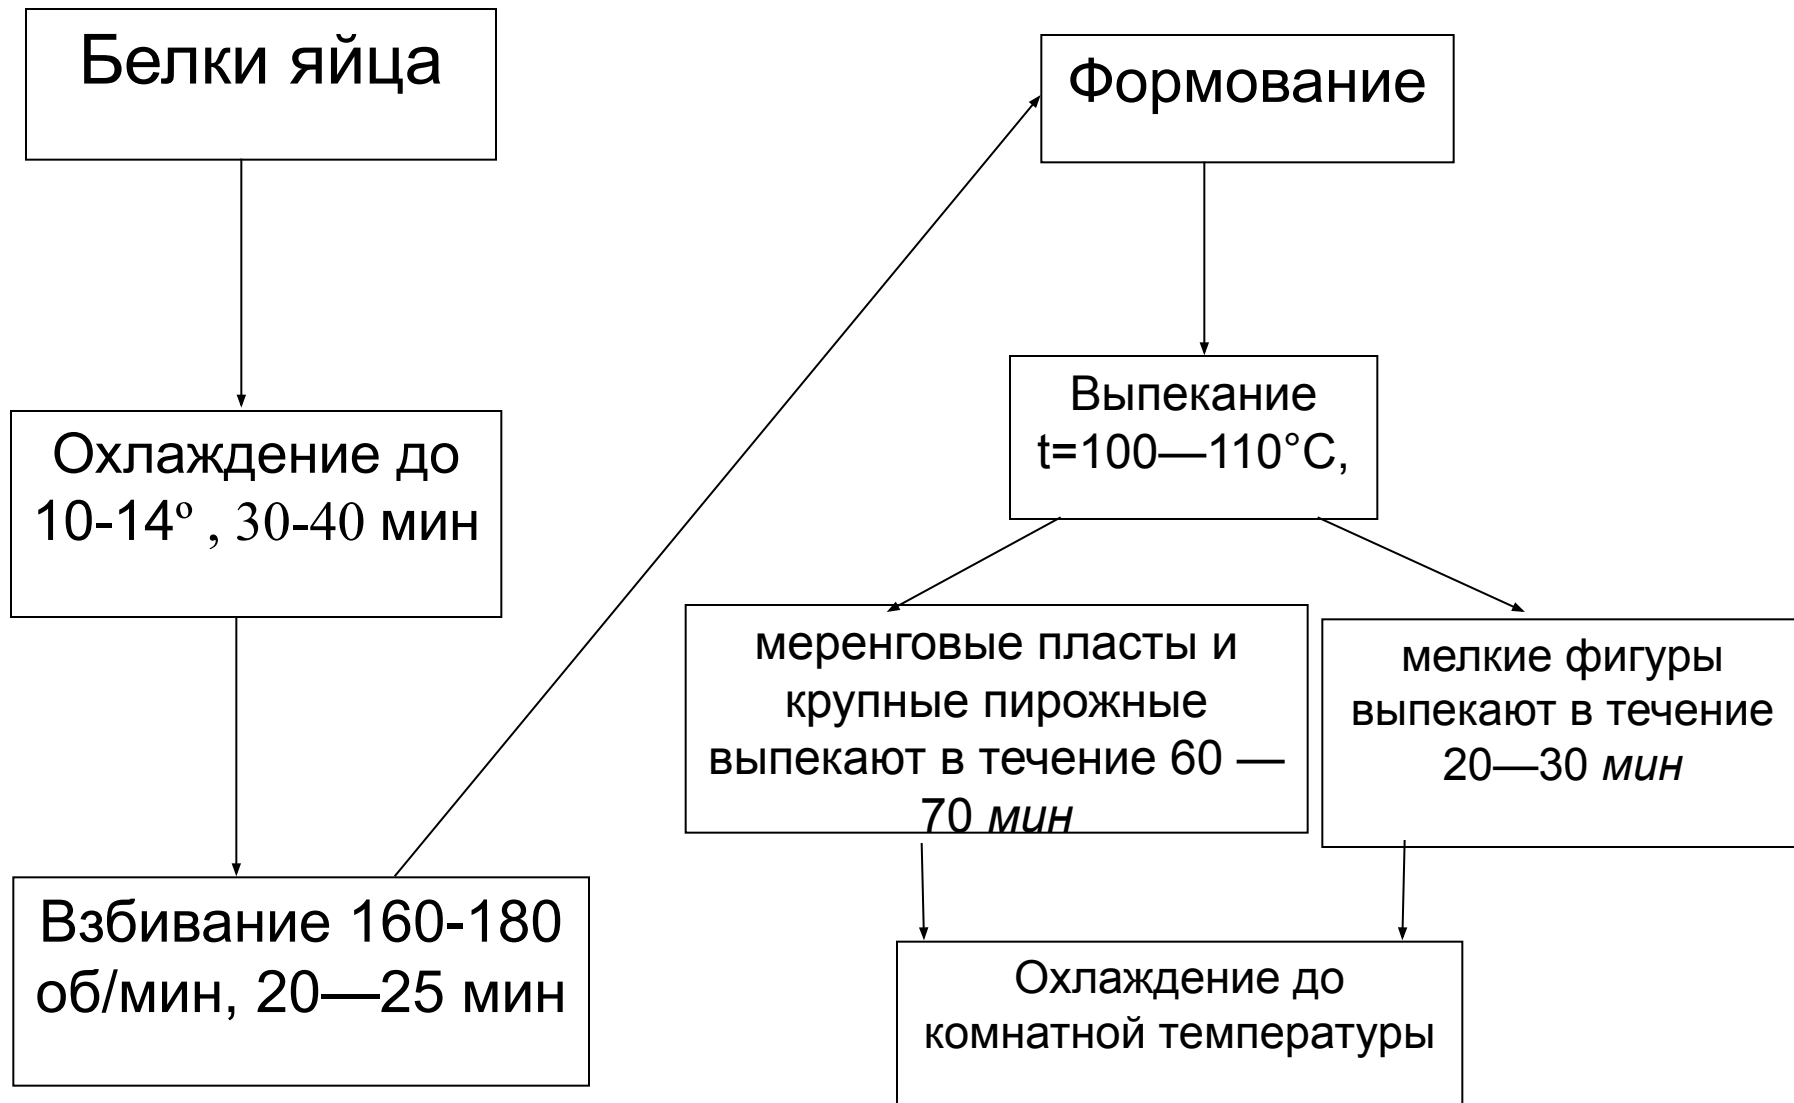 Белки яйца
Охлаждение до
10-14º , 30-40 мин
Взбивание 160-180
об/мин, 20—25 мин
Формование
Выпекание
t=100—110°С,
меренговые пласты и
крупные пирожные
выпекают в течение 60 —
70 мин
мелкие фигуры
выпекают в течение
20—30 мин
Охлаждение до
комнатной температуры